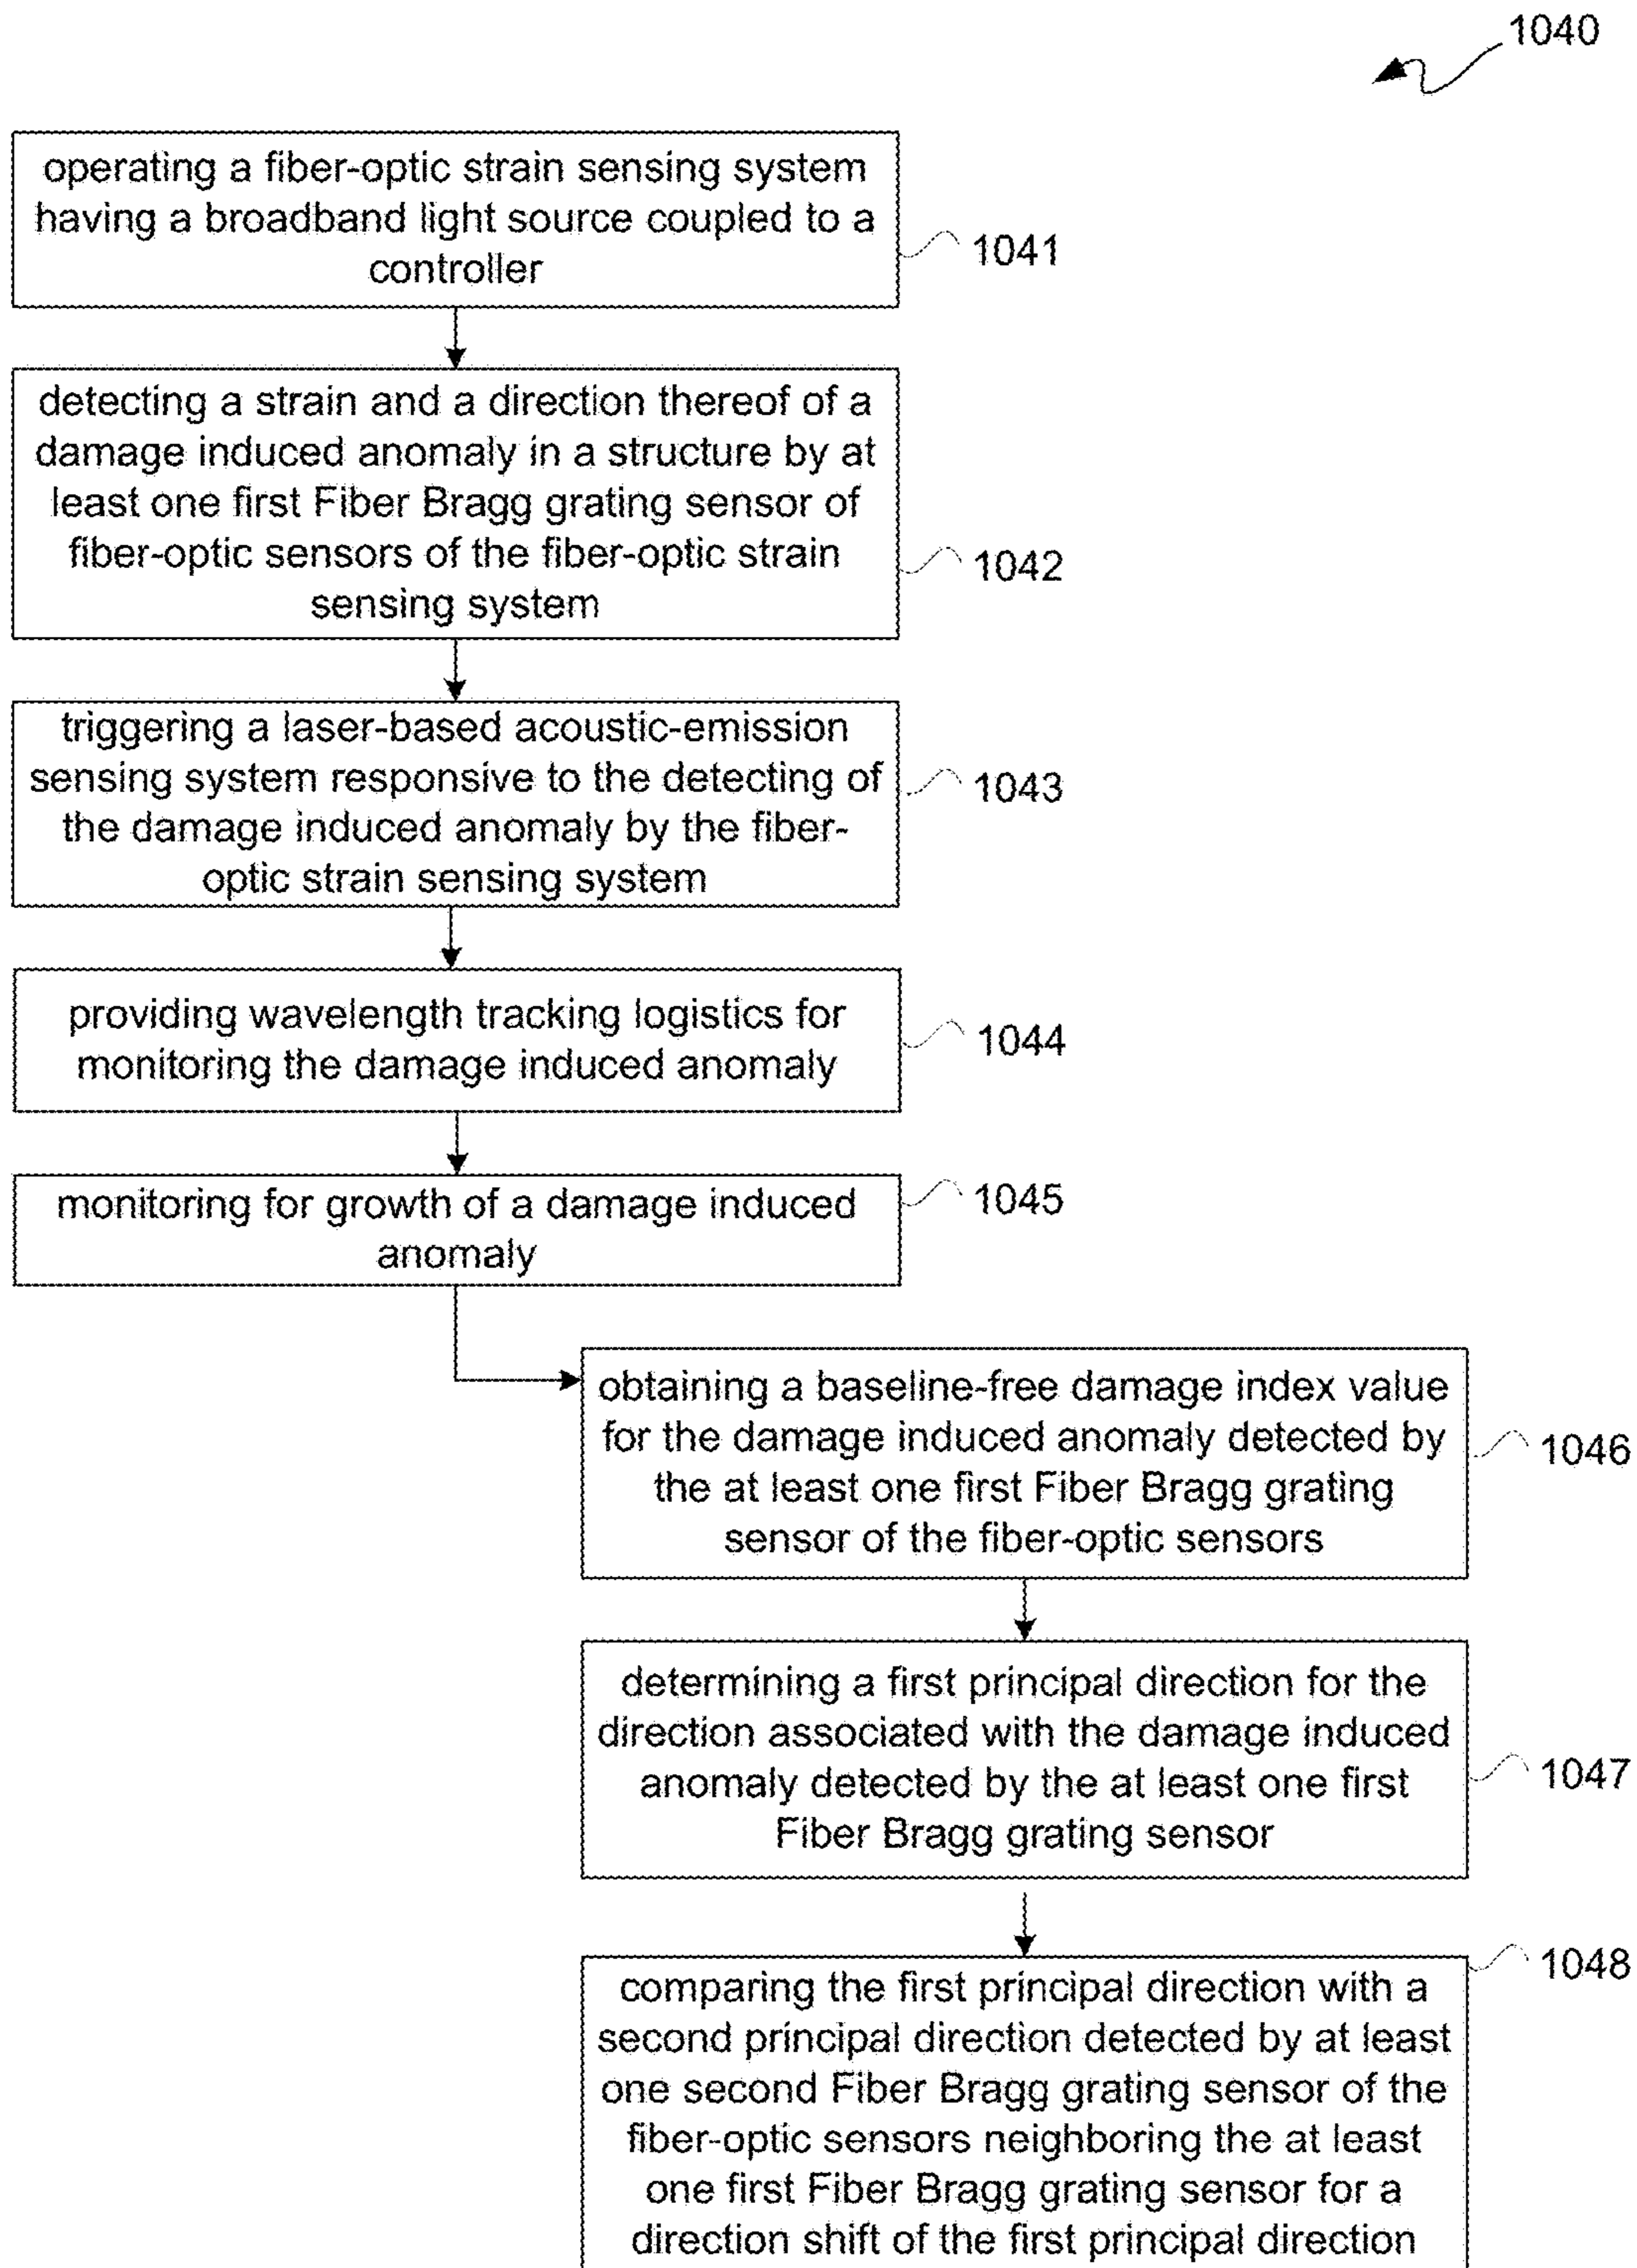 1040
operating a fiber-optic strain sensing system
having a broadband light source coupled to a
controller
1041
detecting a strain and a direction thereof of a
damage induced anomaly in a structure by at
least one first Fiber Bragg grating sensor of
fiber-optic sensors of the fiber-optic strain
sensing system
1042
triggering a laser-based acoustic-emission
sensing system responsive to the detecting of
the damage induced anomaly by the fiber-
optic strain sensing system
1043
providing wavelength tracking logistics for
monitoring the damage induced anomaly
1044
monitoring for growth of a damage induced
anomaly
1045
obtaining a baseline-free damage index value
for the damage induced anomaly detected by
the at least one first Fiber Bragg grating
sensor of the fiber-optic sensors
1046
determining a first principal direction for the
direction associated with the damage induced
anomaly detected by the at least one first
Fiber Bragg grating sensor
1047
comparing the first principal direction with a
second principal direction detected by at least
one second Fiber Bragg grating sensor of the
fiber-optic sensors neighboring the at least
one first Fiber Bragg grating sensor for a
direction shift of the first principal direction
1048